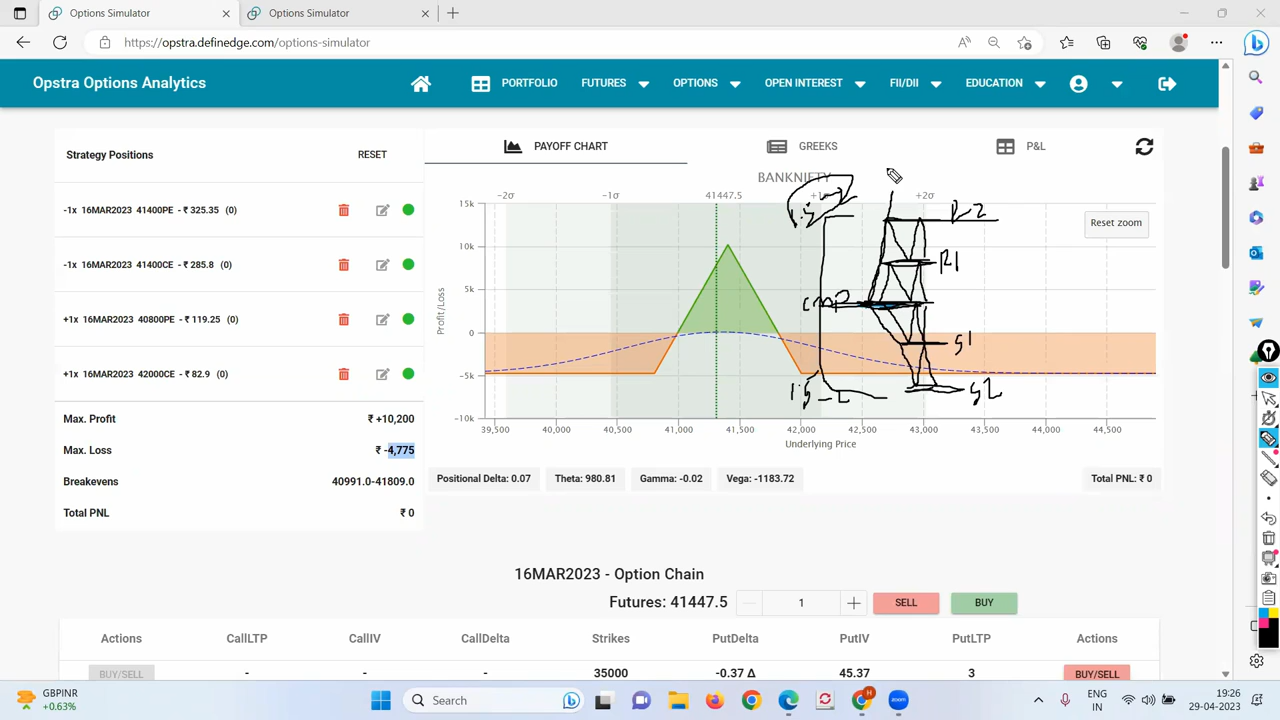 Options Simulator
Options Simulator
https://opstra.definedge.com/options-simulator
Opstra Options Analytics
PORTFOLIO
FUTURES
OPTIONS
OPEN INTEREST
FII/DII
EDUCATION
Strategy Positions
RESET
PAYOFF CHART
GREEKS
P&L
-1x 16MAR2023 41400PE - ₹ 325.35 (0)
-1x 16MAR2023 41400CE - ₹ 285.8 (0)
+1x 16MAR2023 40800PE - ₹ 119.25 (0)
+1x 16MAR2023 42000CE - ₹ 82.9 (0)
Max. Profit ₹ +10,200
Max. Loss ₹ -4,775
Breakevens 40991.0-41809.0
Total PNL ₹ 0
BANKNIFTY
-2σ -1σ 41447.5 +1σ +2σ
Reset zoom
15k
10k
5k
0
-5k
-10k
Profit/Loss
39,500 40,000 40,500 41,000 41,500 42,000 42,500 43,000 43,500 44,000 44,500
Underlying Price
R2
R1
cmp
S1
S2
1.5
1.5
Positional Delta: 0.07
Theta: 980.81
Gamma: -0.02
Vega: -1183.72
Total PNL: ₹ 0
16MAR2023 - Option Chain
Futures: 41447.5
1
SELL
BUY
Actions CallLTP CallIV CallDelta Strikes PutDelta PutIV PutLTP Actions
BUY/SELL - - - 35000 -0.37 Δ 45.37 3 BUY/SELL
GBPINR
+0.63%
Search
H
zoom
ENG
IN
19:26
29-04-2023